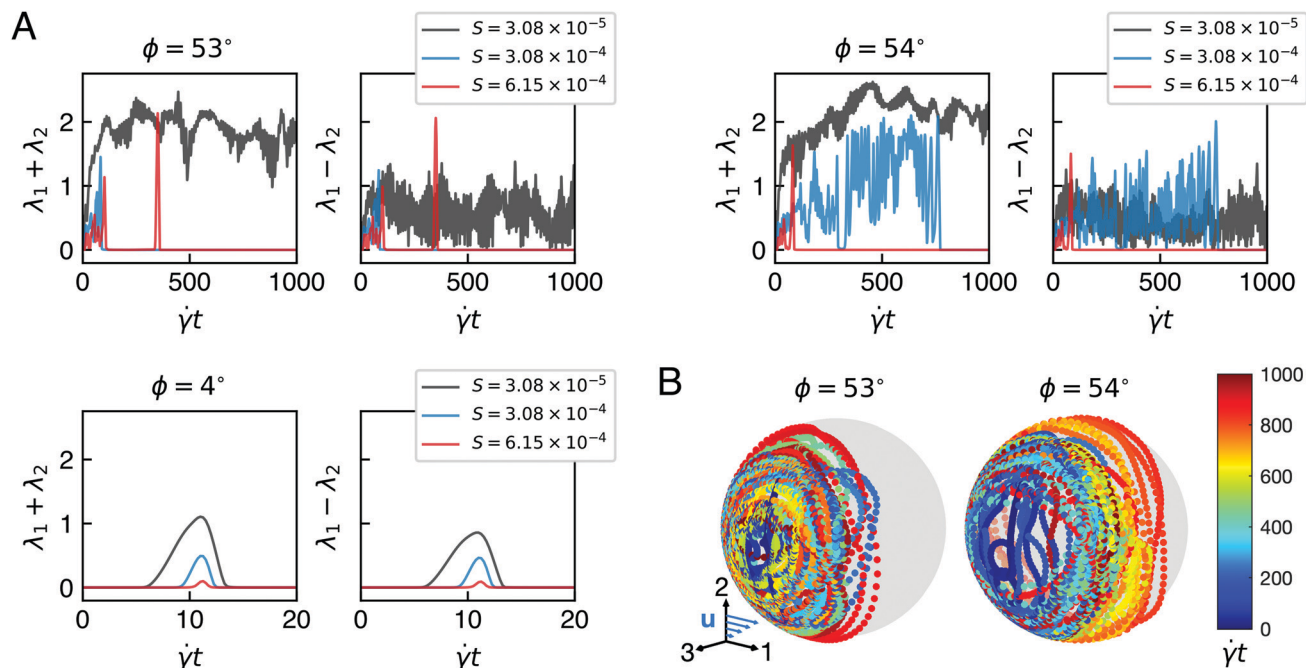 A
ϕ = 53°
S = 3.08 × 10⁻⁵
S = 3.08 × 10⁻⁴
S = 6.15 × 10⁻⁴
λ₁ + λ₂
2
1
0
0 500 1000
γ̇t
λ₁ − λ₂
0 500 1000
γ̇t
ϕ = 54°
S = 3.08 × 10⁻⁵
S = 3.08 × 10⁻⁴
S = 6.15 × 10⁻⁴
λ₁ + λ₂
2
1
0
0 500 1000
γ̇t
λ₁ − λ₂
0 500 1000
γ̇t
ϕ = 4°
S = 3.08 × 10⁻⁵
S = 3.08 × 10⁻⁴
S = 6.15 × 10⁻⁴
λ₁ + λ₂
2
1
0
0 10 20
γ̇t
λ₁ − λ₂
0 10 20
γ̇t
B
ϕ = 53°
ϕ = 54°
2
u
3 1
1000
800
600
400
200
0
γ̇t